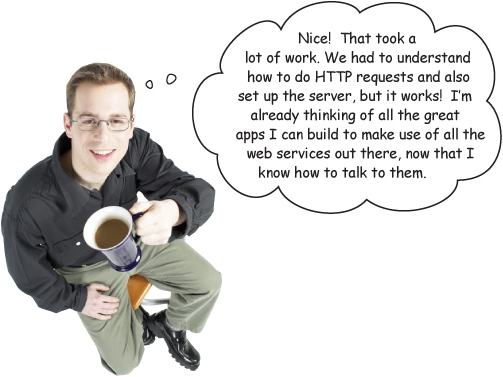 Nice!  That took a
lot of work. We had to understand
how to do HTTP requests and also
set up the server, but it works!  I'm
already thinking of all the great
apps I can build to make use of all the
web services out there, now that I
know how to talk to them.